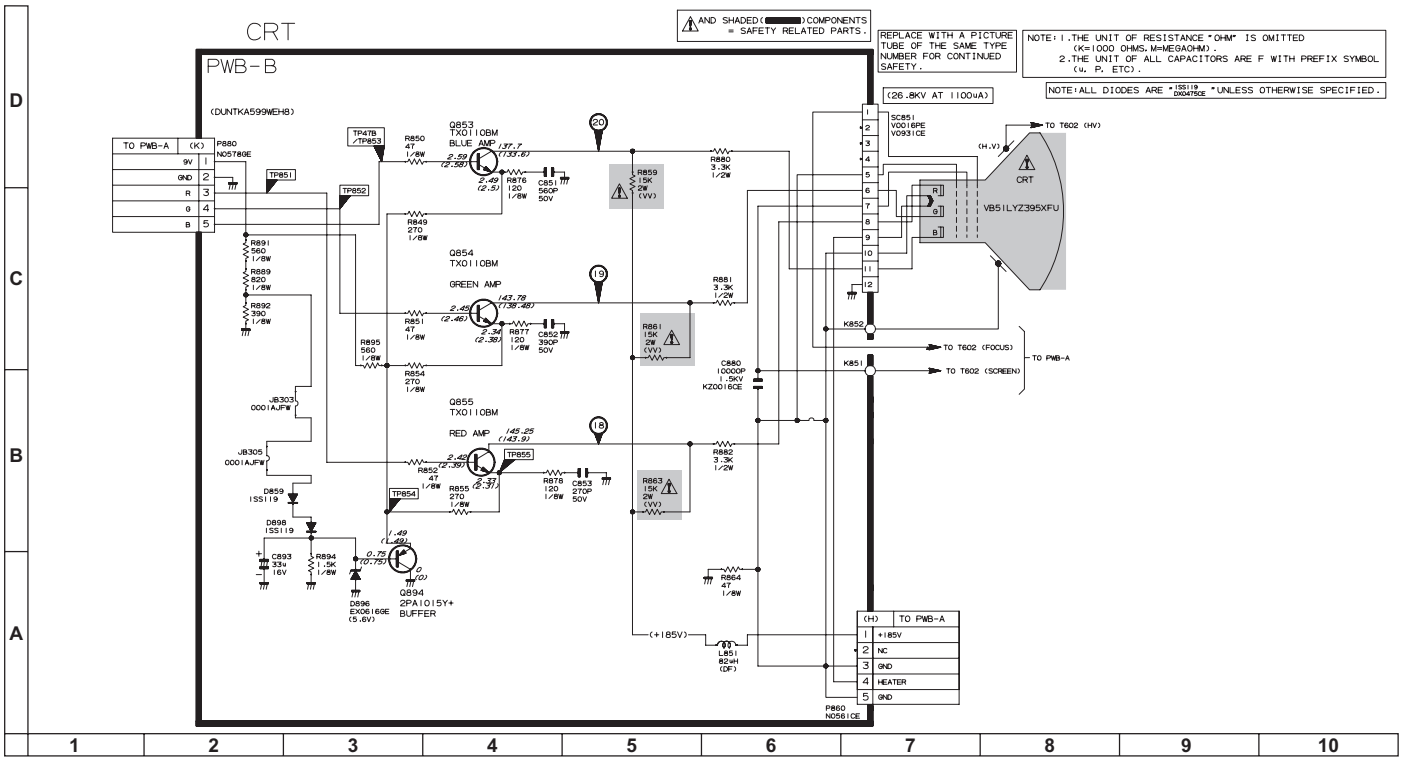 CRT
PWB-B
(DUNTKA599WEH8)
AND SHADED ( ) COMPONENTS
= SAFETY RELATED PARTS.
REPLACE WITH A PICTURE
TUBE OF THE SAME TYPE
NUMBER FOR CONTINUED
SAFETY.
NOTE: 1.THE UNIT OF RESISTANCE "OHM" IS OMITTED
(K=1000 OHMS, M=MEGAOHM).
2.THE UNIT OF ALL CAPACITORS ARE F WITH PREFIX SYMBOL
(u, P, ETC).
NOTE:ALL DIODES ARE "1SS119
DX0475CE" UNLESS OTHERWISE SPECIFIED.
(26.8KV AT 1100uA)
D
C
B
A
TO PWB-A (K)
9V 1
GND 2
R 3
G 4
B 5
P880
N0578GE
TP851
TP852
TP47B
/TP853
R850
47
1/8W
Q853
TX0110BM
BLUE AMP
2.59
(2.58)
137.7
(133.6)
2.49
(2.5)
R876
120
1/8W
C851
560P
50V
20
R859
15K
2W
(VV)
R880
3.3K
1/2W
R849
270
1/8W
1
2
3
4
5
6
7
8
9
10
11
12
SC851
V0016PE
V0931CE
TO T602 (HV)
(H.V)
CRT
VB51LYZ395XFU
R
G
B
R891
560
1/8W
R889
820
1/8W
R892
390
1/8W
Q854
TX0110BM
GREEN AMP
2.45
(2.46)
143.78
(138.48)
2.34
(2.38)
R851
47
1/8W
R877
120
1/8W
C852
390P
50V
19
R861
15K
2W
(VV)
R881
3.3K
1/2W
R895
560
1/8W
R854
270
1/8W
C880
10000P
1.5KV
KZ0016CE
K852
K851
TO T602 (FOCUS)
TO T602 (SCREEN)
TO PWB-A
JB303
0001AJFW
JB305
0001AJFW
D859
1SS119
D898
1SS119
Q855
TX0110BM
RED AMP
2.42
(2.39)
145.25
(143.9)
2.33
(2.31)
R852
47
1/8W
R855
270
1/8W
TP855
TP854
R878
120
1/8W
C853
270P
50V
18
R863
15K
2W
(VV)
R882
3.3K
1/2W
+
-
C893
33u
16V
R894
1.5K
1/8W
D896
EX0616GE
(5.6V)
1.49
(1.49)
0.75
(0.75)
0
(0)
Q894
2PA1015Y+
BUFFER
R864
47
1/8W
(+185V)
L851
82uH
(DF)
(H) TO PWB-A
1 +185V
2 NC
3 GND
4 HEATER
5 GND
P860
N0561CE
1 2 3 4 5 6 7 8 9 10